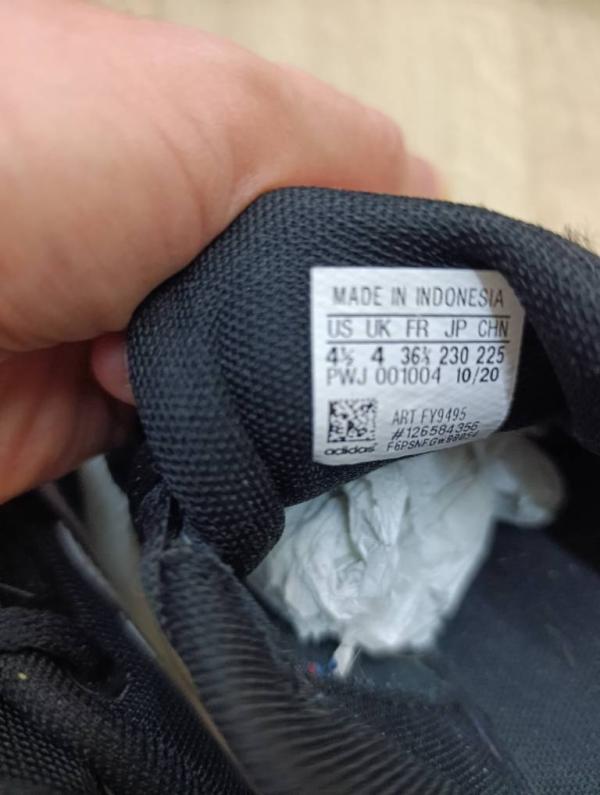 MADE IN INDONESIA
US UK FR JP CHN
4½ 4 36⅔ 230 225
PWJ 001004 10/20
ART FY9495
#126584356
adidas